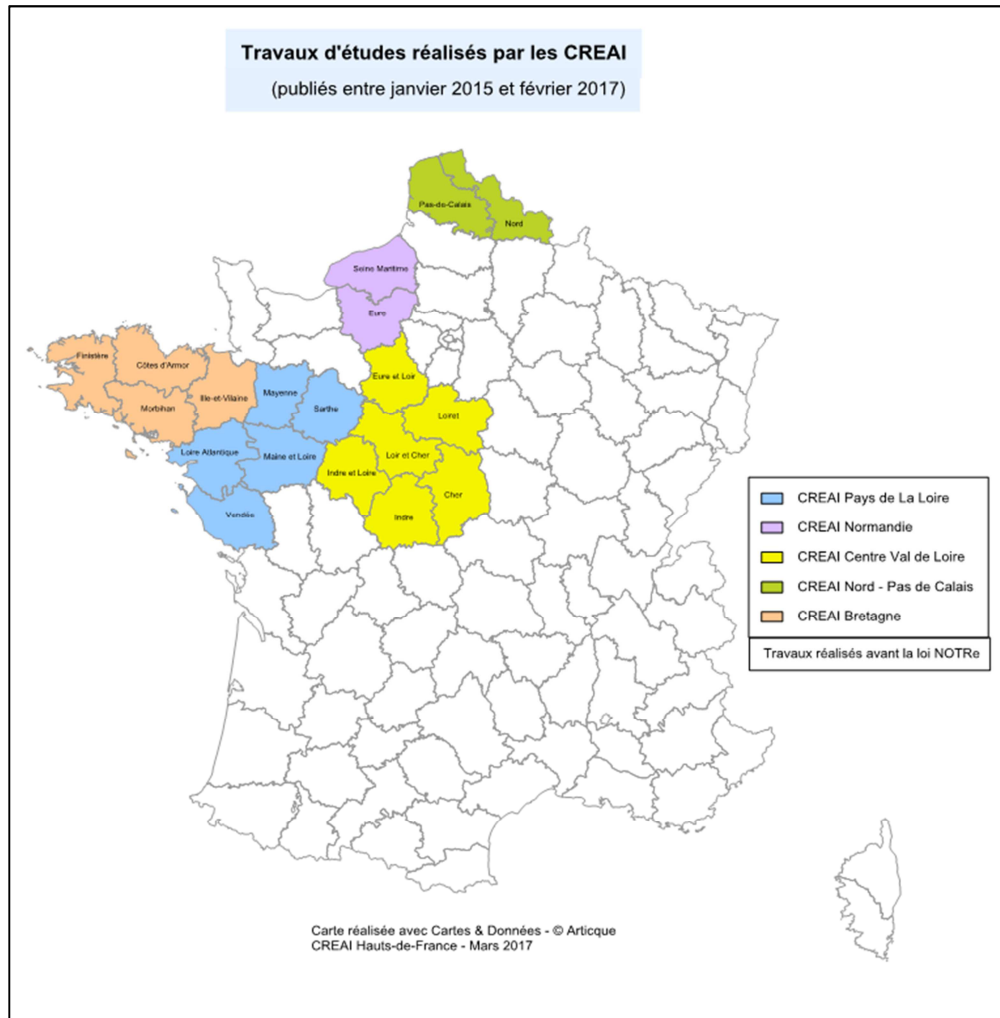 Travaux d'études réalisés par les CREAI
(publiés entre janvier 2015 et février 2017)
Pas-de-Calais
Nord
Seine Maritime
Eure
Finistère
Côtes d'Armor
Ille-et-Vilaine
Morbihan
Mayenne
Sarthe
Eure et Loir
Loiret
Loire Atlantique
Maine et Loire
Indre et Loire
Loir et Cher
Cher
Vendée
Indre
CREAI Pays de La Loire
CREAI Normandie
CREAI Centre Val de Loire
CREAI Nord - Pas de Calais
CREAI Bretagne
Travaux réalisés avant la loi NOTRe
Carte réalisée avec Cartes & Données - © Articque
CREAI Hauts-de-France - Mars 2017